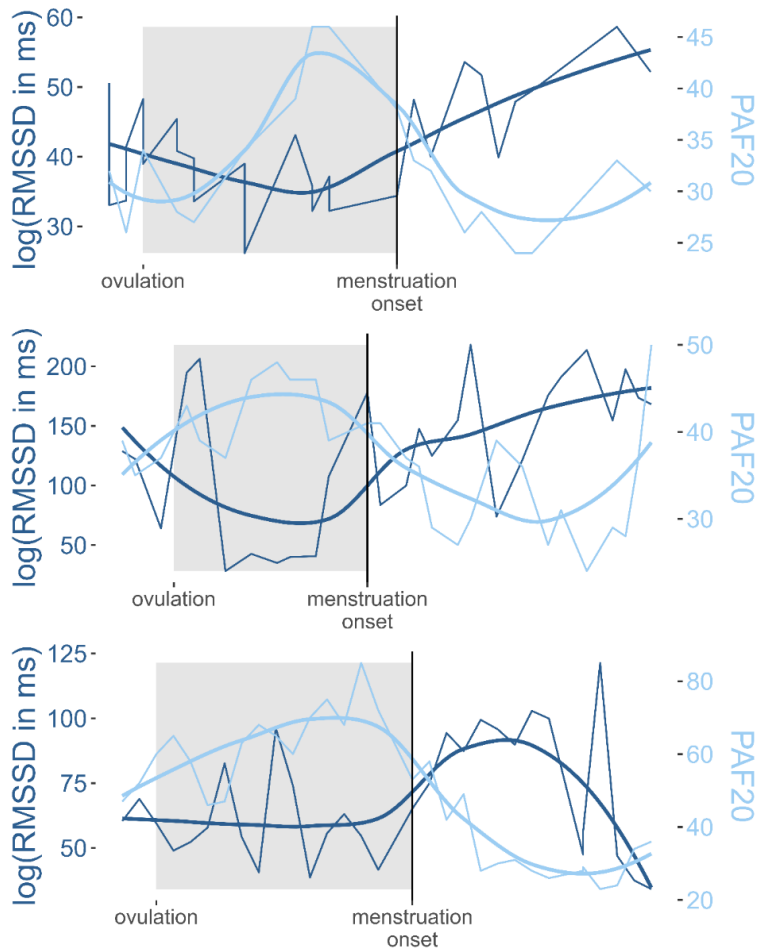 log(RMSSD in ms)
60
50
40
30
45
40
35
30
25
PAF20
ovulation
menstruation
onset
log(RMSSD in ms)
200
150
100
50
50
40
30
PAF20
ovulation
menstruation
onset
log(RMSSD in ms)
125
100
75
50
80
60
40
20
PAF20
ovulation
menstruation
onset